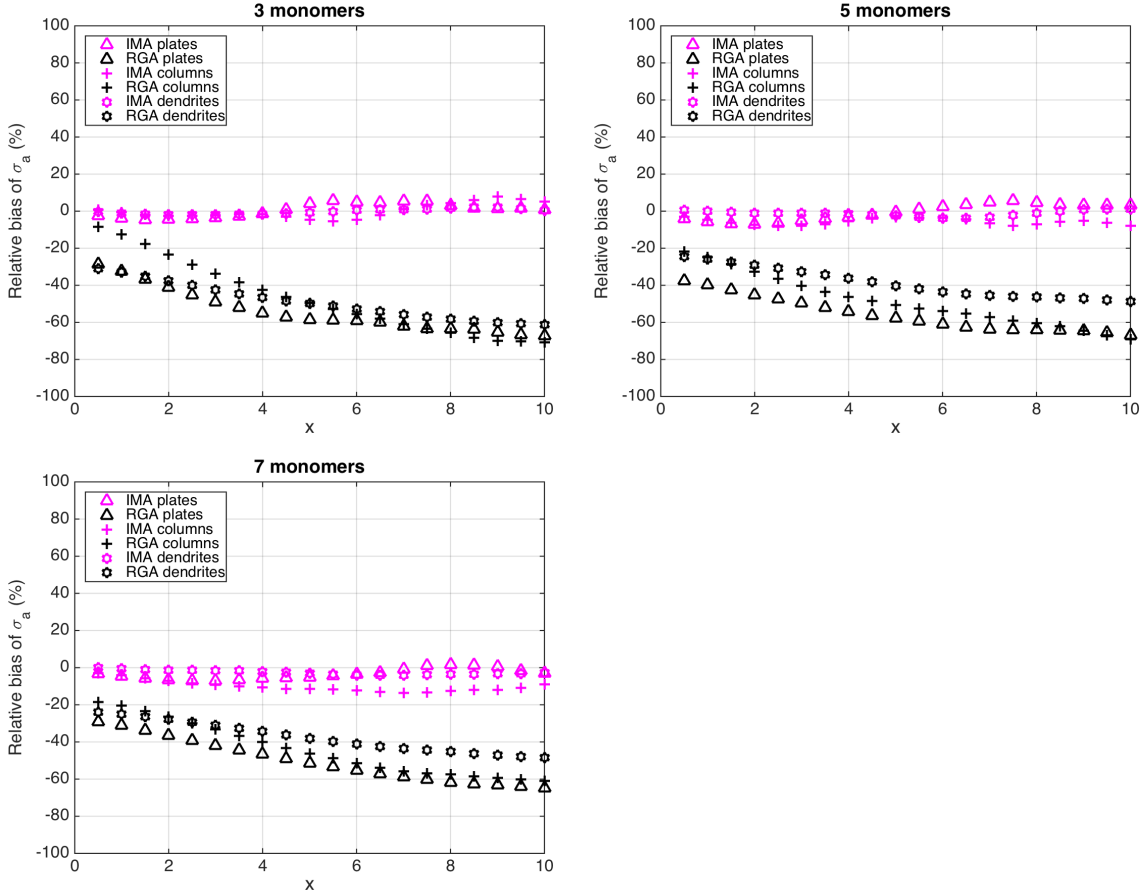 3 monomers
100
80
60
40
20
0
-20
-40
-60
-80
-100
Relative bias of σa (%)
IMA plates
RGA plates
IMA columns
RGA columns
IMA dendrites
RGA dendrites
0 2 4 6 8 10
x
5 monomers
100
80
60
40
20
0
-20
-40
-60
-80
-100
Relative bias of σa (%)
IMA plates
RGA plates
IMA columns
RGA columns
IMA dendrites
RGA dendrites
0 2 4 6 8 10
x
7 monomers
100
80
60
40
20
0
-20
-40
-60
-80
-100
Relative bias of σa (%)
IMA plates
RGA plates
IMA columns
RGA columns
IMA dendrites
RGA dendrites
0 2 4 6 8 10
x